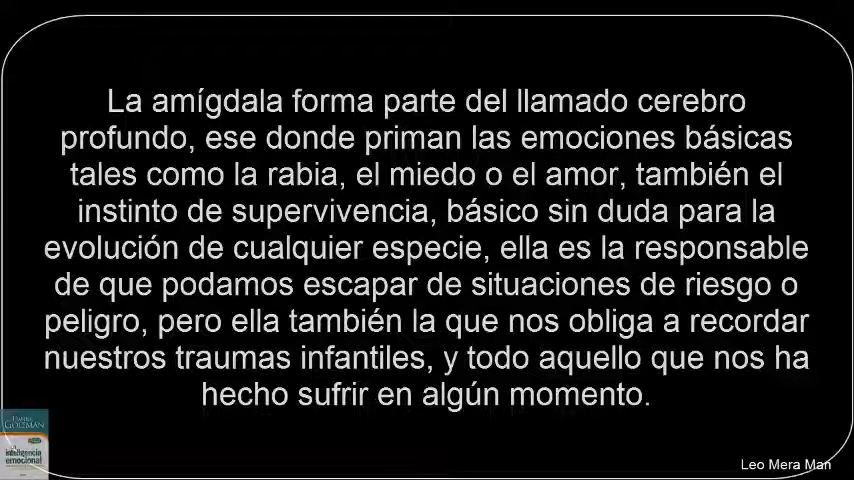 La amígdala forma parte del llamado cerebro
profundo, ese donde priman las emociones básicas
tales como la rabia, el miedo o el amor, también el
instinto de supervivencia, básico sin duda para la
evolución de cualquier especie, ella es la responsable
de que podamos escapar de situaciones de riesgo o
peligro, pero ella también la que nos obliga a recordar
nuestros traumas infantiles, y todo aquello que nos ha
hecho sufrir en algún momento.
GOLEMAN
inteligencia
emocional
Leo Mera Man